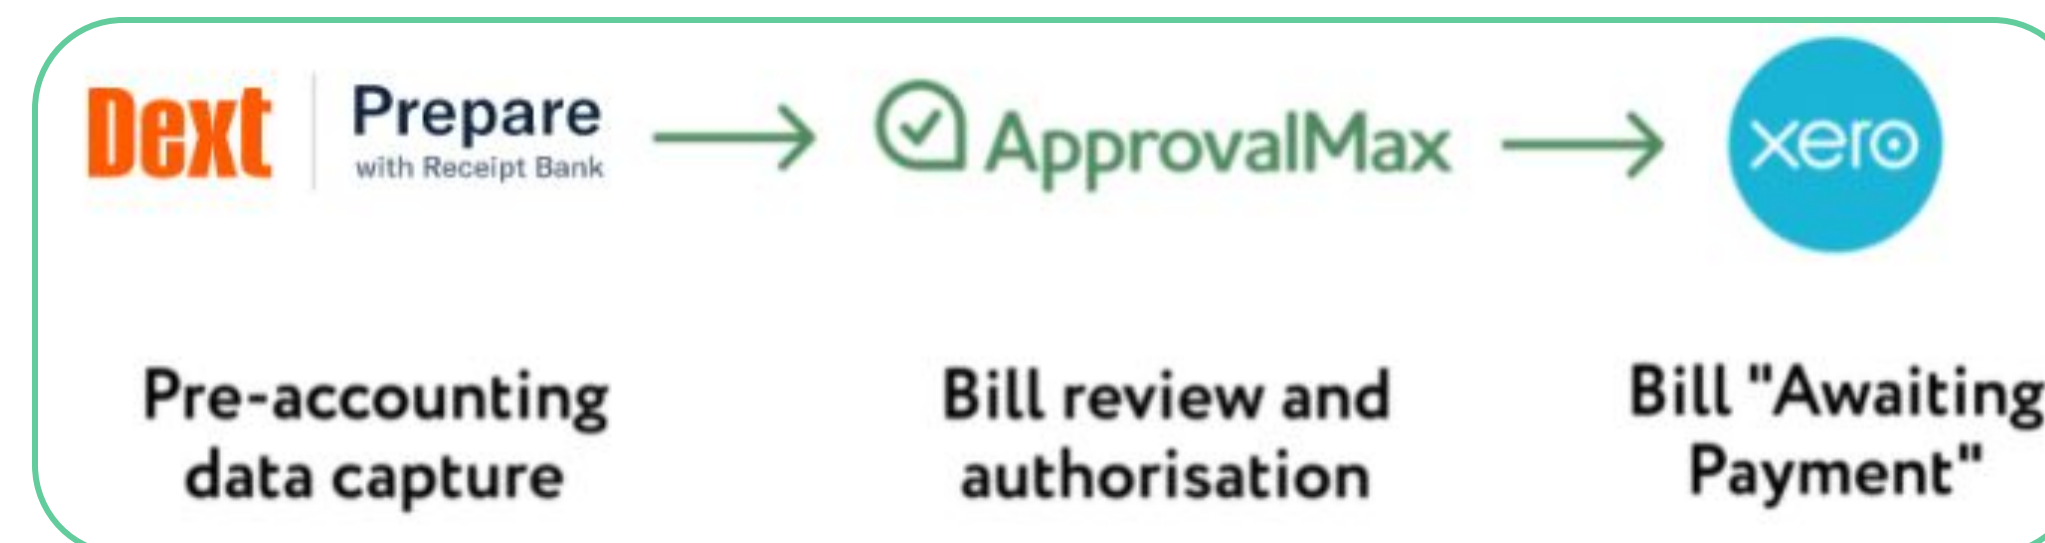 Dext
Prepare
with Receipt Bank
ApprovalMax
xero
Pre-accounting
data capture
Bill review and
authorisation
Bill "Awaiting
Payment"